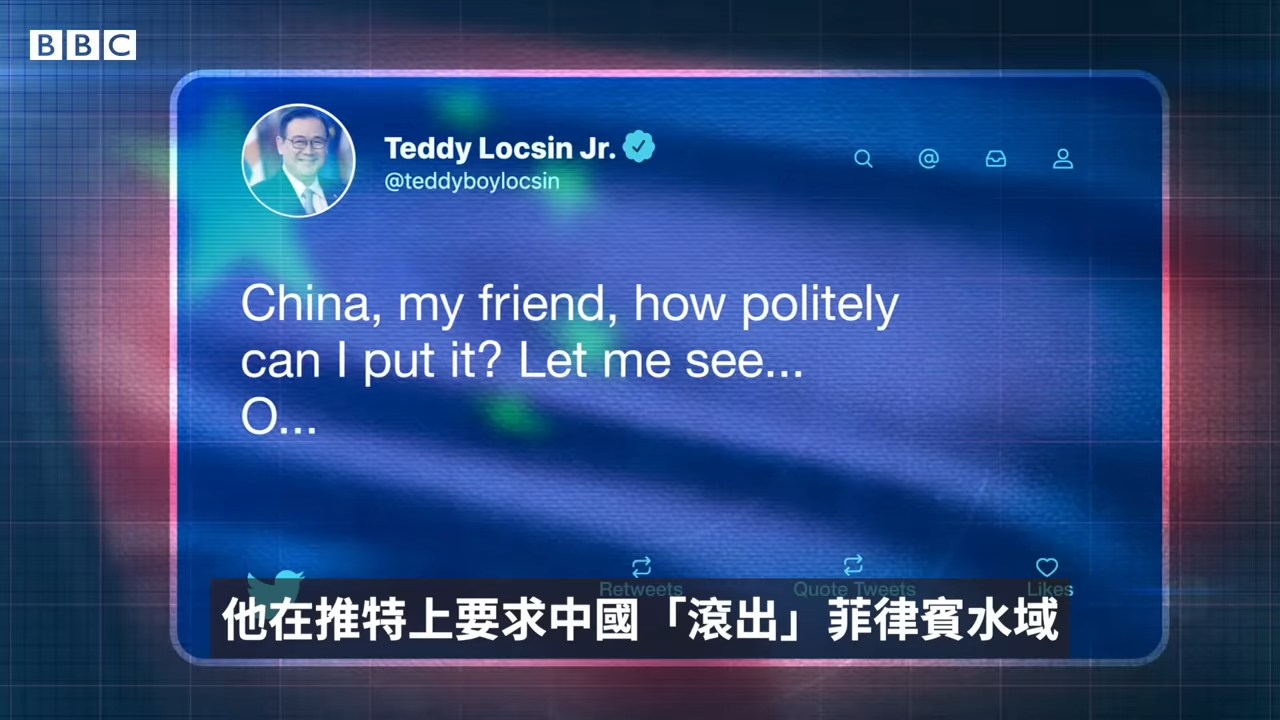 BBC
Teddy Locsin Jr.
@teddyboylocsin
China, my friend, how politely
can I put it? Let me see...
O...
Retweets
Quote Tweets
Likes
他在推特上要求中國「滾出」菲律賓水域